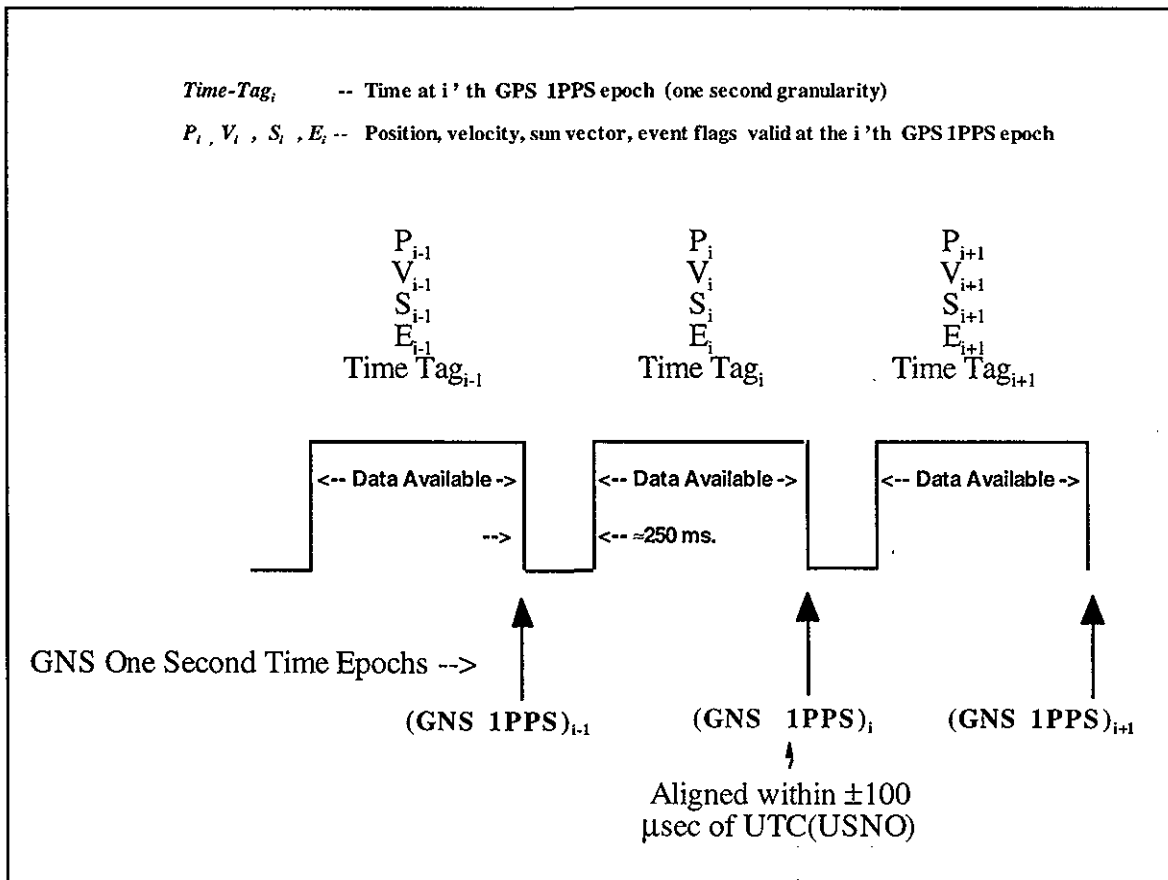 Time-Tagᵢ -- Time at i ' th GPS 1PPS epoch (one second granularity)
Pᵢ , Vᵢ , Sᵢ , Eᵢ -- Position, velocity, sun vector, event flags valid at the i 'th GPS 1PPS epoch
Pᵢ₋₁ Pᵢ Pᵢ₊₁
Vᵢ₋₁ Vᵢ Vᵢ₊₁
Sᵢ₋₁ Sᵢ Sᵢ₊₁
Eᵢ₋₁ Eᵢ Eᵢ₊₁
Time Tagᵢ₋₁ Time Tagᵢ Time Tagᵢ₊₁
<-- Data Available -> <-- Data Available -> <-- Data Available ->
--> <-- ≈250 ms.
GNS One Second Time Epochs -->
(GNS 1PPS)ᵢ₋₁ (GNS 1PPS)ᵢ (GNS 1PPS)ᵢ₊₁
Aligned within ±100
µsec of UTC(USNO)